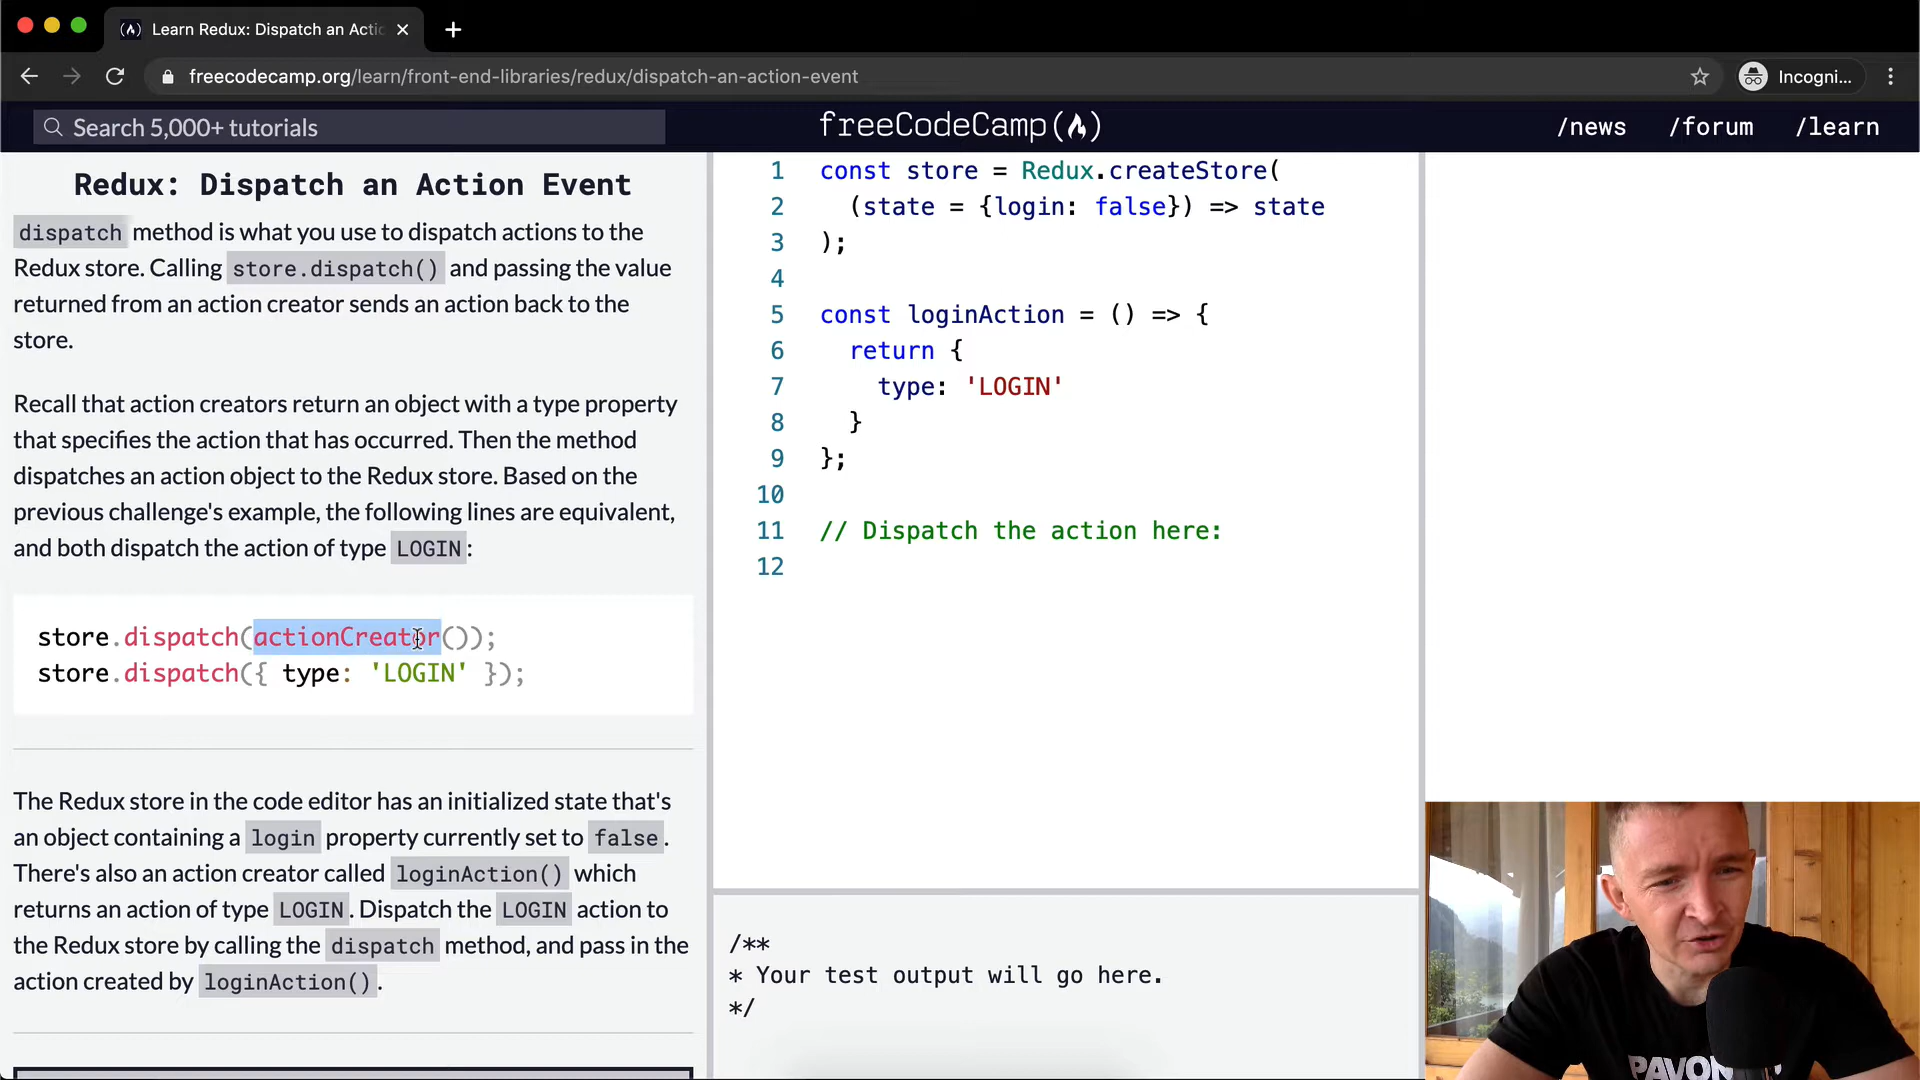 Learn Redux: Dispatch an Actio
freecodecamp.org/learn/front-end-libraries/redux/dispatch-an-action-event
Incogni...
Search 5,000+ tutorials
freeCodeCamp
/news /forum /learn
Redux: Dispatch an Action Event
dispatch method is what you use to dispatch actions to the
Redux store. Calling store.dispatch() and passing the value
returned from an action creator sends an action back to the
store.
Recall that action creators return an object with a type property
that specifies the action that has occurred. Then the method
dispatches an action object to the Redux store. Based on the
previous challenge's example, the following lines are equivalent,
and both dispatch the action of type LOGIN:
store.dispatch(actionCreator());
store.dispatch({ type: 'LOGIN' });
The Redux store in the code editor has an initialized state that's
an object containing a login property currently set to false.
There's also an action creator called loginAction() which
returns an action of type LOGIN. Dispatch the LOGIN action to
the Redux store by calling the dispatch method, and pass in the
action created by loginAction().
1 const store = Redux.createStore(
2 (state = {login: false}) => state
3 );
4
5 const loginAction = () => {
6 return {
7 type: 'LOGIN'
8 }
9 };
10
11 // Dispatch the action here:
12
/**
* Your test output will go here.
*/
PAVON